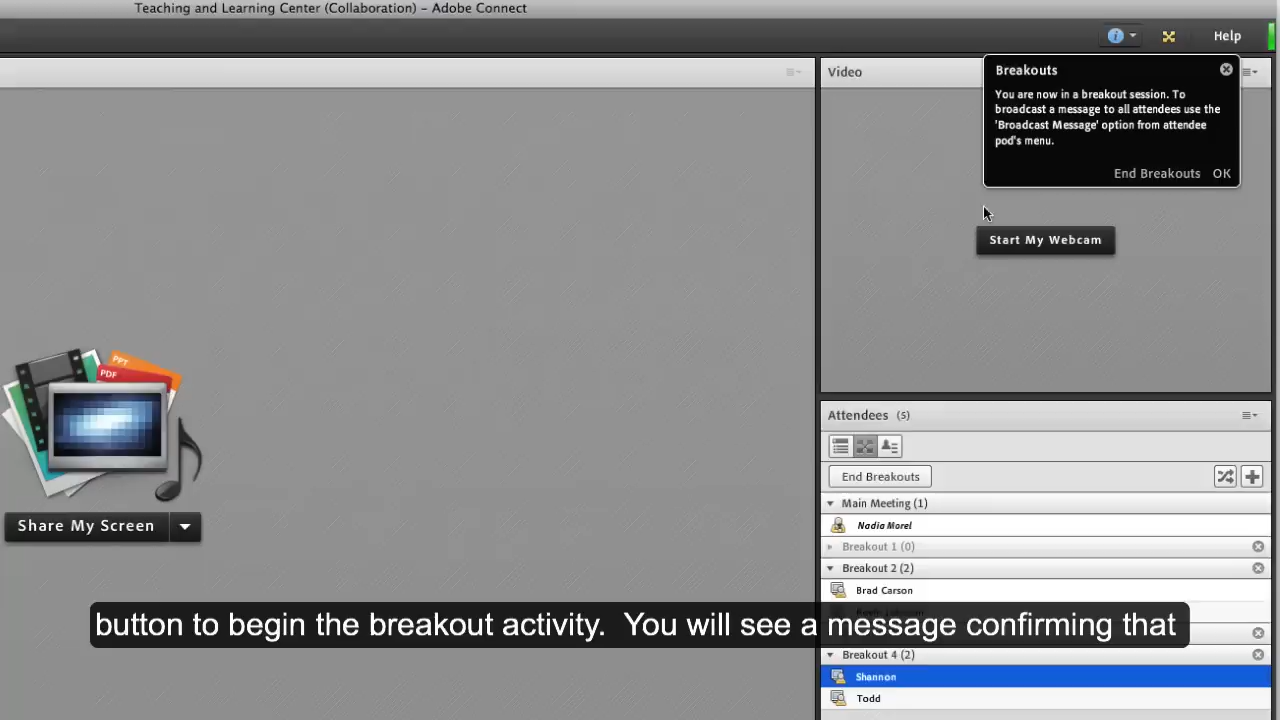 Teaching and Learning Center (Collaboration) - Adobe Connect
Help
Video
Breakouts
You are now in a breakout session. To
broadcast a message to all attendees use the
'Broadcast Message' option from attendee
pod's menu.
End Breakouts OK
Start My Webcam
PPT
PDF
Share My Screen
Attendees (5)
End Breakouts
Main Meeting (1)
Nadia Morel
Breakout 1 (0)
Breakout 2 (2)
Brad Carson
button to begin the breakout activity. You will see a message confirming that
Breakout 4 (2)
Shannon
Todd